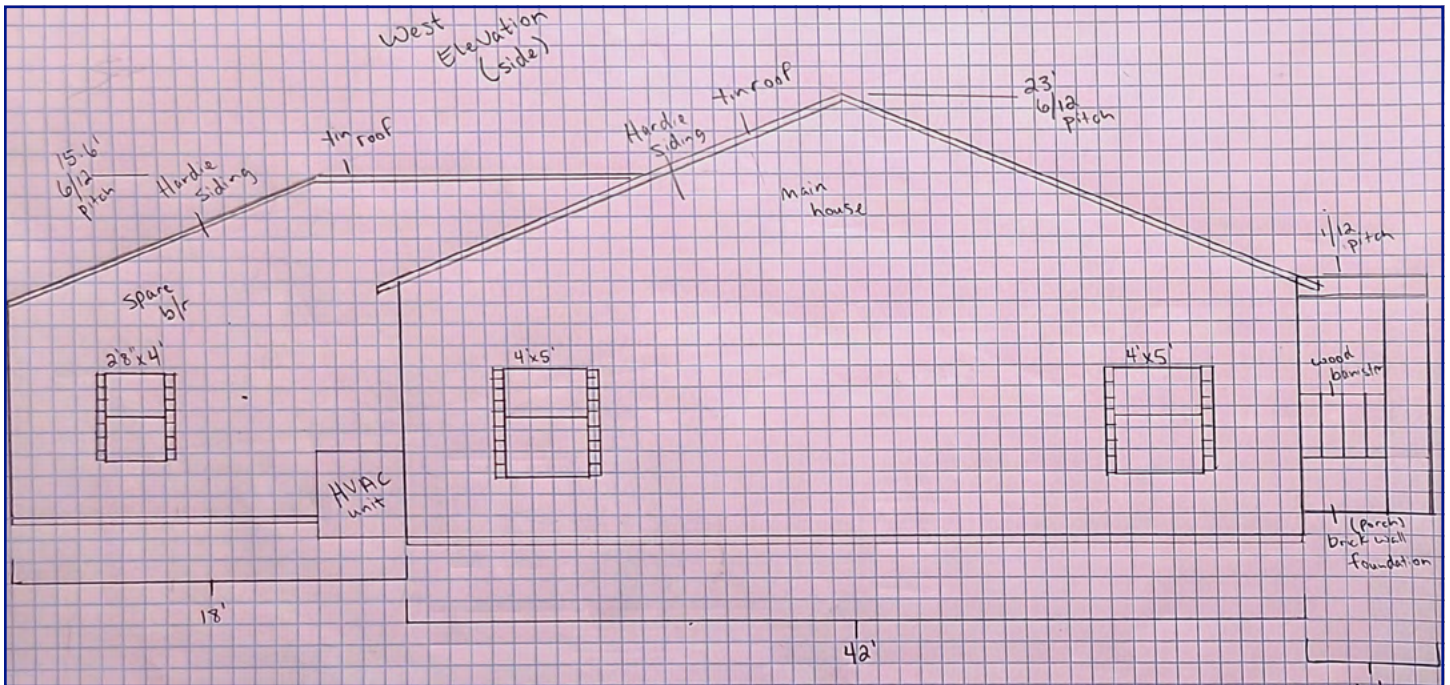 West
Elevation
(side)
tin roof
23'
6/12
pitch
Hardie
siding
tin roof
15-6'
6/12
pitch
Hardie
siding
main
house
1/12
pitch
spare
b/r
2'8"x4'
4'x5'
4'x5'
wood
HVAC
unit
(porch)
brick wall
foundation
18'
42'